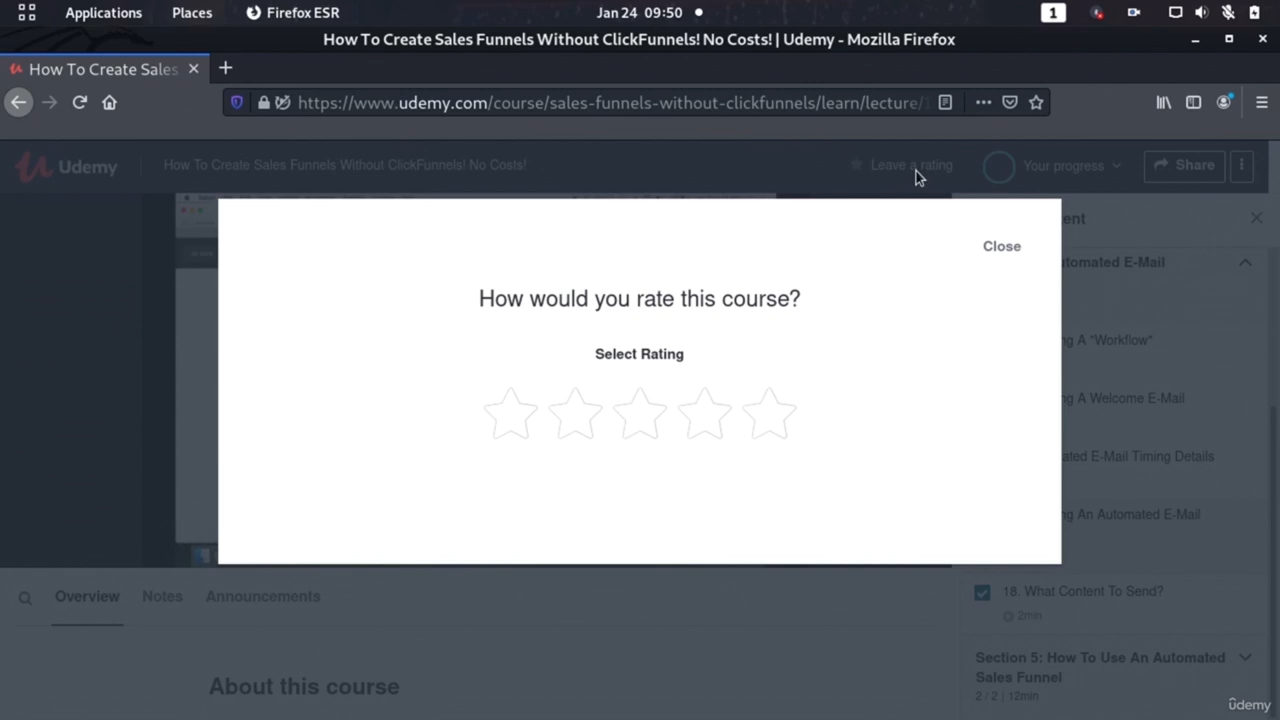 Applications Places Firefox ESR Jan 24 09:50 1
How To Create Sales Funnels Without ClickFunnels! No Costs! | Udemy - Mozilla Firefox
How To Create Sales
https://www.udemy.com/course/sales-funnels-without-clickfunnels/learn/lecture/
Udemy How To Create Sales Funnels Without ClickFunnels! No Costs! Leave a rating Your progress Share
ent
Close
utomated E-Mail
How would you rate this course?
ng A "Workflow"
Select Rating
ng A Welcome E-Mail
ated E-Mail Timing Details
ng An Automated E-Mail
Overview Notes Announcements
18. What Content To Send?
2min
Section 5: How To Use An Automated
Sales Funnel
About this course
2 / 2 | 12min
ûdemy